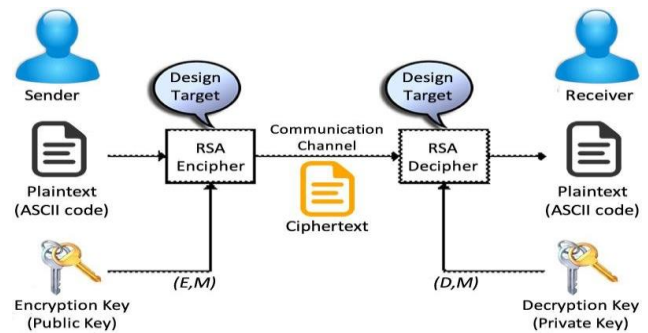 Sender
Design
Target
Design
Target
Receiver
Plaintext
(ASCII code)
RSA
Encipher
Communication
Channel
Ciphertext
RSA
Decipher
Plaintext
(ASCII code)
Encryption Key
(Public Key)
(E,M)
(D,M)
Decryption Key
(Private Key)